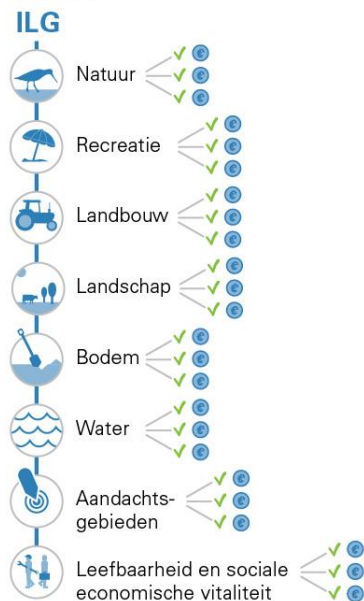 ILG
Natuur
Recreatie
Landbouw
Landschap
Bodem
Water
Aandachts-
gebieden
Leefbaarheid en sociale
economische vitaliteit